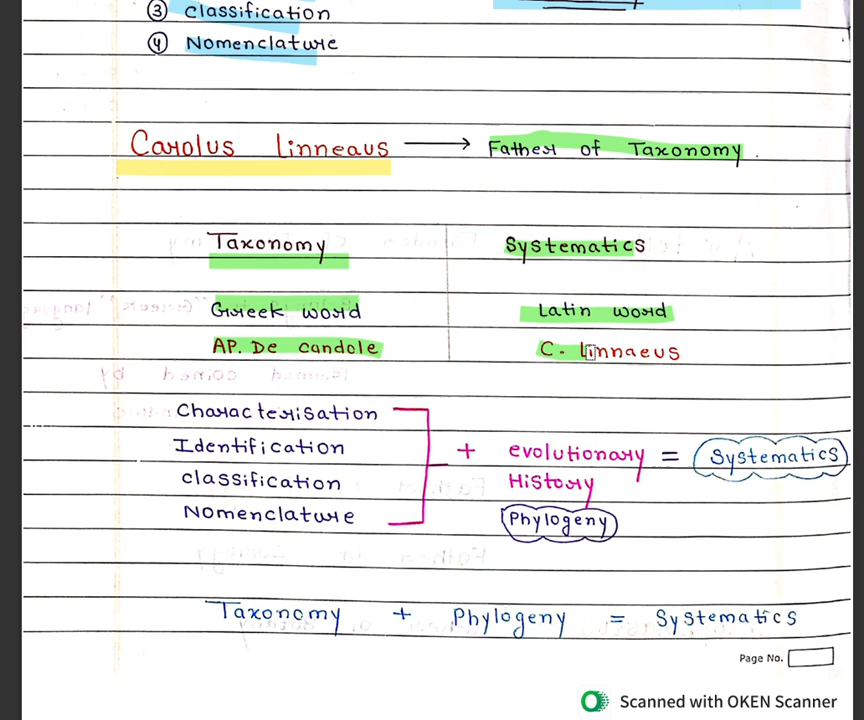 ③ classification
④ Nomenclature
Carolus linneaus → Father of Taxonomy.
Taxonomy Systematics
Greek word Latin word
AP. De candole C. linnaeus
Characterisation
Identification + evolutionary = Systematics
classification History
Nomenclature Phylogeny
Taxonomy + Phylogeny = Systematics
Page No.
Scanned with OKEN Scanner